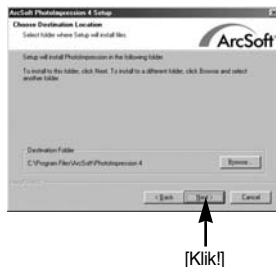 ArcSoft PhotoImpression 4 Setup
Choose Destination Location
Select folder where Setup will install files.
ArcSoft
Setup will install PhotoImpression in the following folder.
To install to this folder, click Next. To install to a different folder, click Browse and select
another folder.
Destination Folder
C:\Program Files\ArcSoft\PhotoImpression 4
Browse...
< Back
Next >
Cancel
[Klik!]